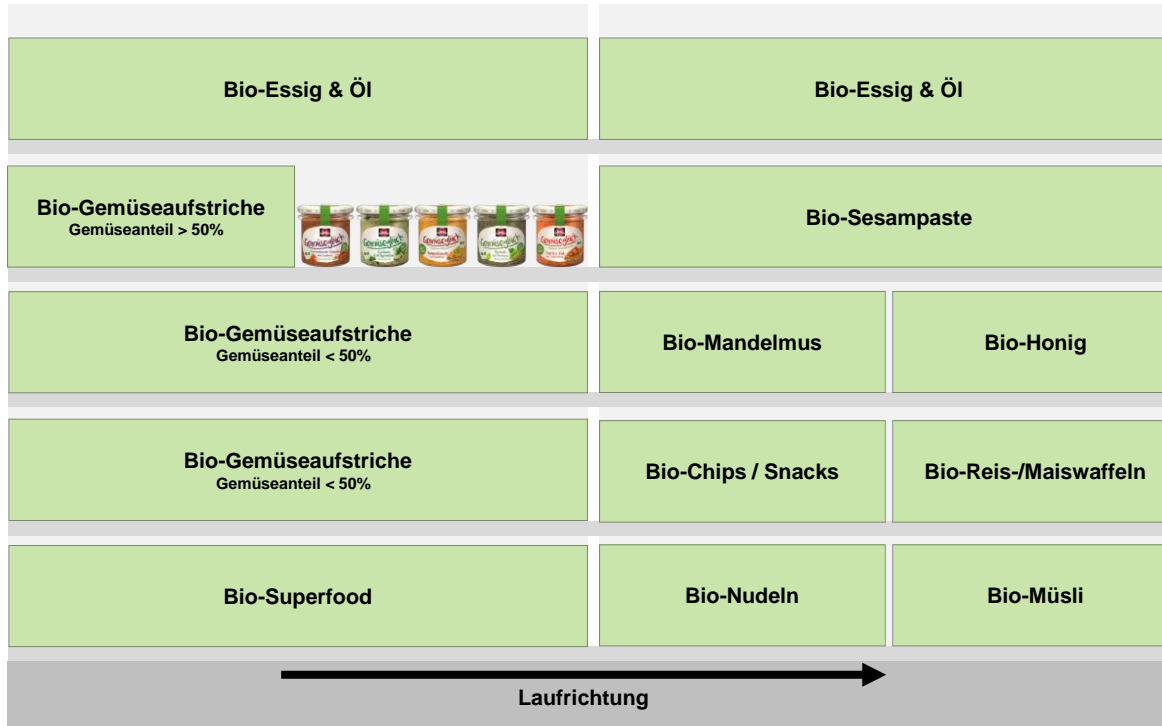 Bio-Essig & Öl
Bio-Essig & Öl
Bio-Gemüseaufstriche
Gemüseanteil > 50%
Bio-Sesampaste
Bio-Gemüseaufstriche
Gemüseanteil < 50%
Bio-Mandelmus
Bio-Honig
Bio-Gemüseaufstriche
Gemüseanteil < 50%
Bio-Chips / Snacks
Bio-Reis-/Maiswaffeln
Bio-Superfood
Bio-Nudeln
Bio-Müsli
Laufrichtung